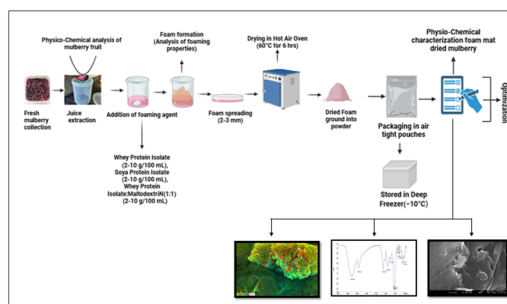 Physico-Chemical analysis of
mulberry fruit
Foam formation
(Analysis of foaming
properties)
Drying in Hot Air Oven
(60°C for 6 hrs)
Physio-Chemical
characterization foam mat
dried mulberry
Fresh
mulberry
collection
Juice
extraction
Addition of foaming agent
Foam spreading
(2-3 mm)
Dried Foam
ground into
powder
Packaging in air
tight pouches
Optimization
Whey Protein Isolate
(2-10 g/100 mL),
Soya Protein Isolate
(2-10 g/100 mL),
Whey Protein
Isolate:MaltodextriN(1:1)
(2-10 g/100 mL)
Stored in Deep
Freezer(-10°C)